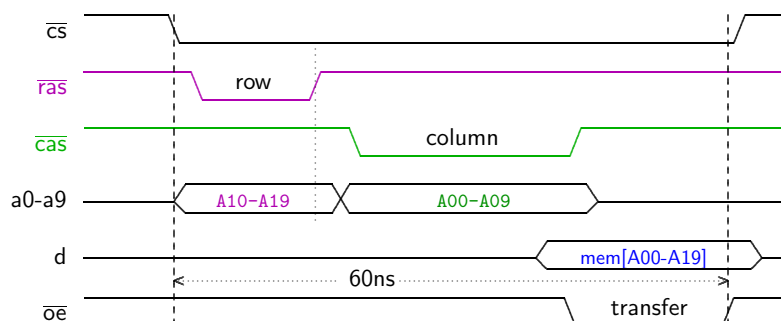 cs
ras row
cas column
a0-a9 A10-A19 A00-A09
d mem[A00-A19]
60ns
oe transfer